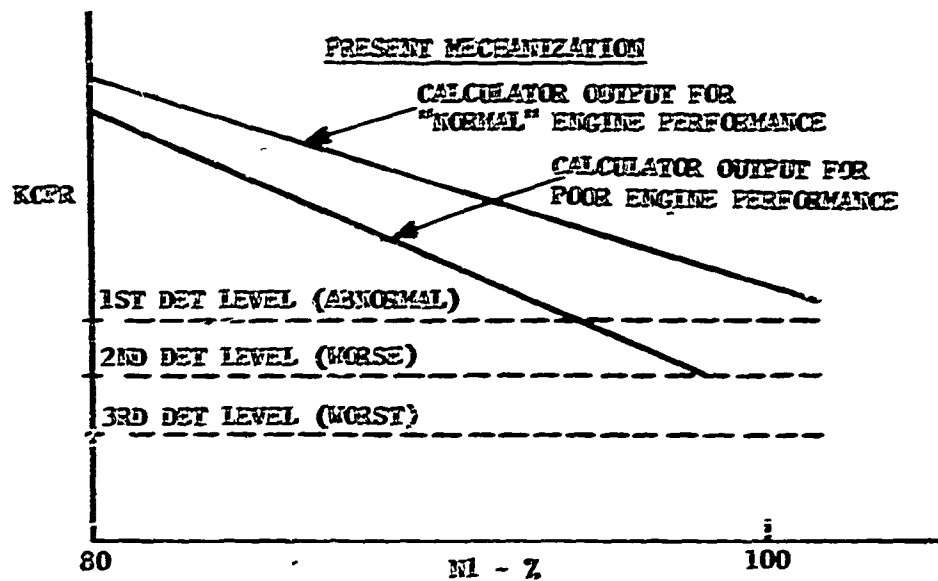 PRESENT MECHANIZATION
CALCULATOR OUTPUT FOR
"NORMAL" ENGINE PERFORMANCE
CALCULATOR OUTPUT FOR
POOR ENGINE PERFORMANCE
KCPR
1ST DET LEVEL (ABNORMAL)
2ND DET LEVEL (WORSE)
3RD DET LEVEL (WORST)
80
N1 - %
100